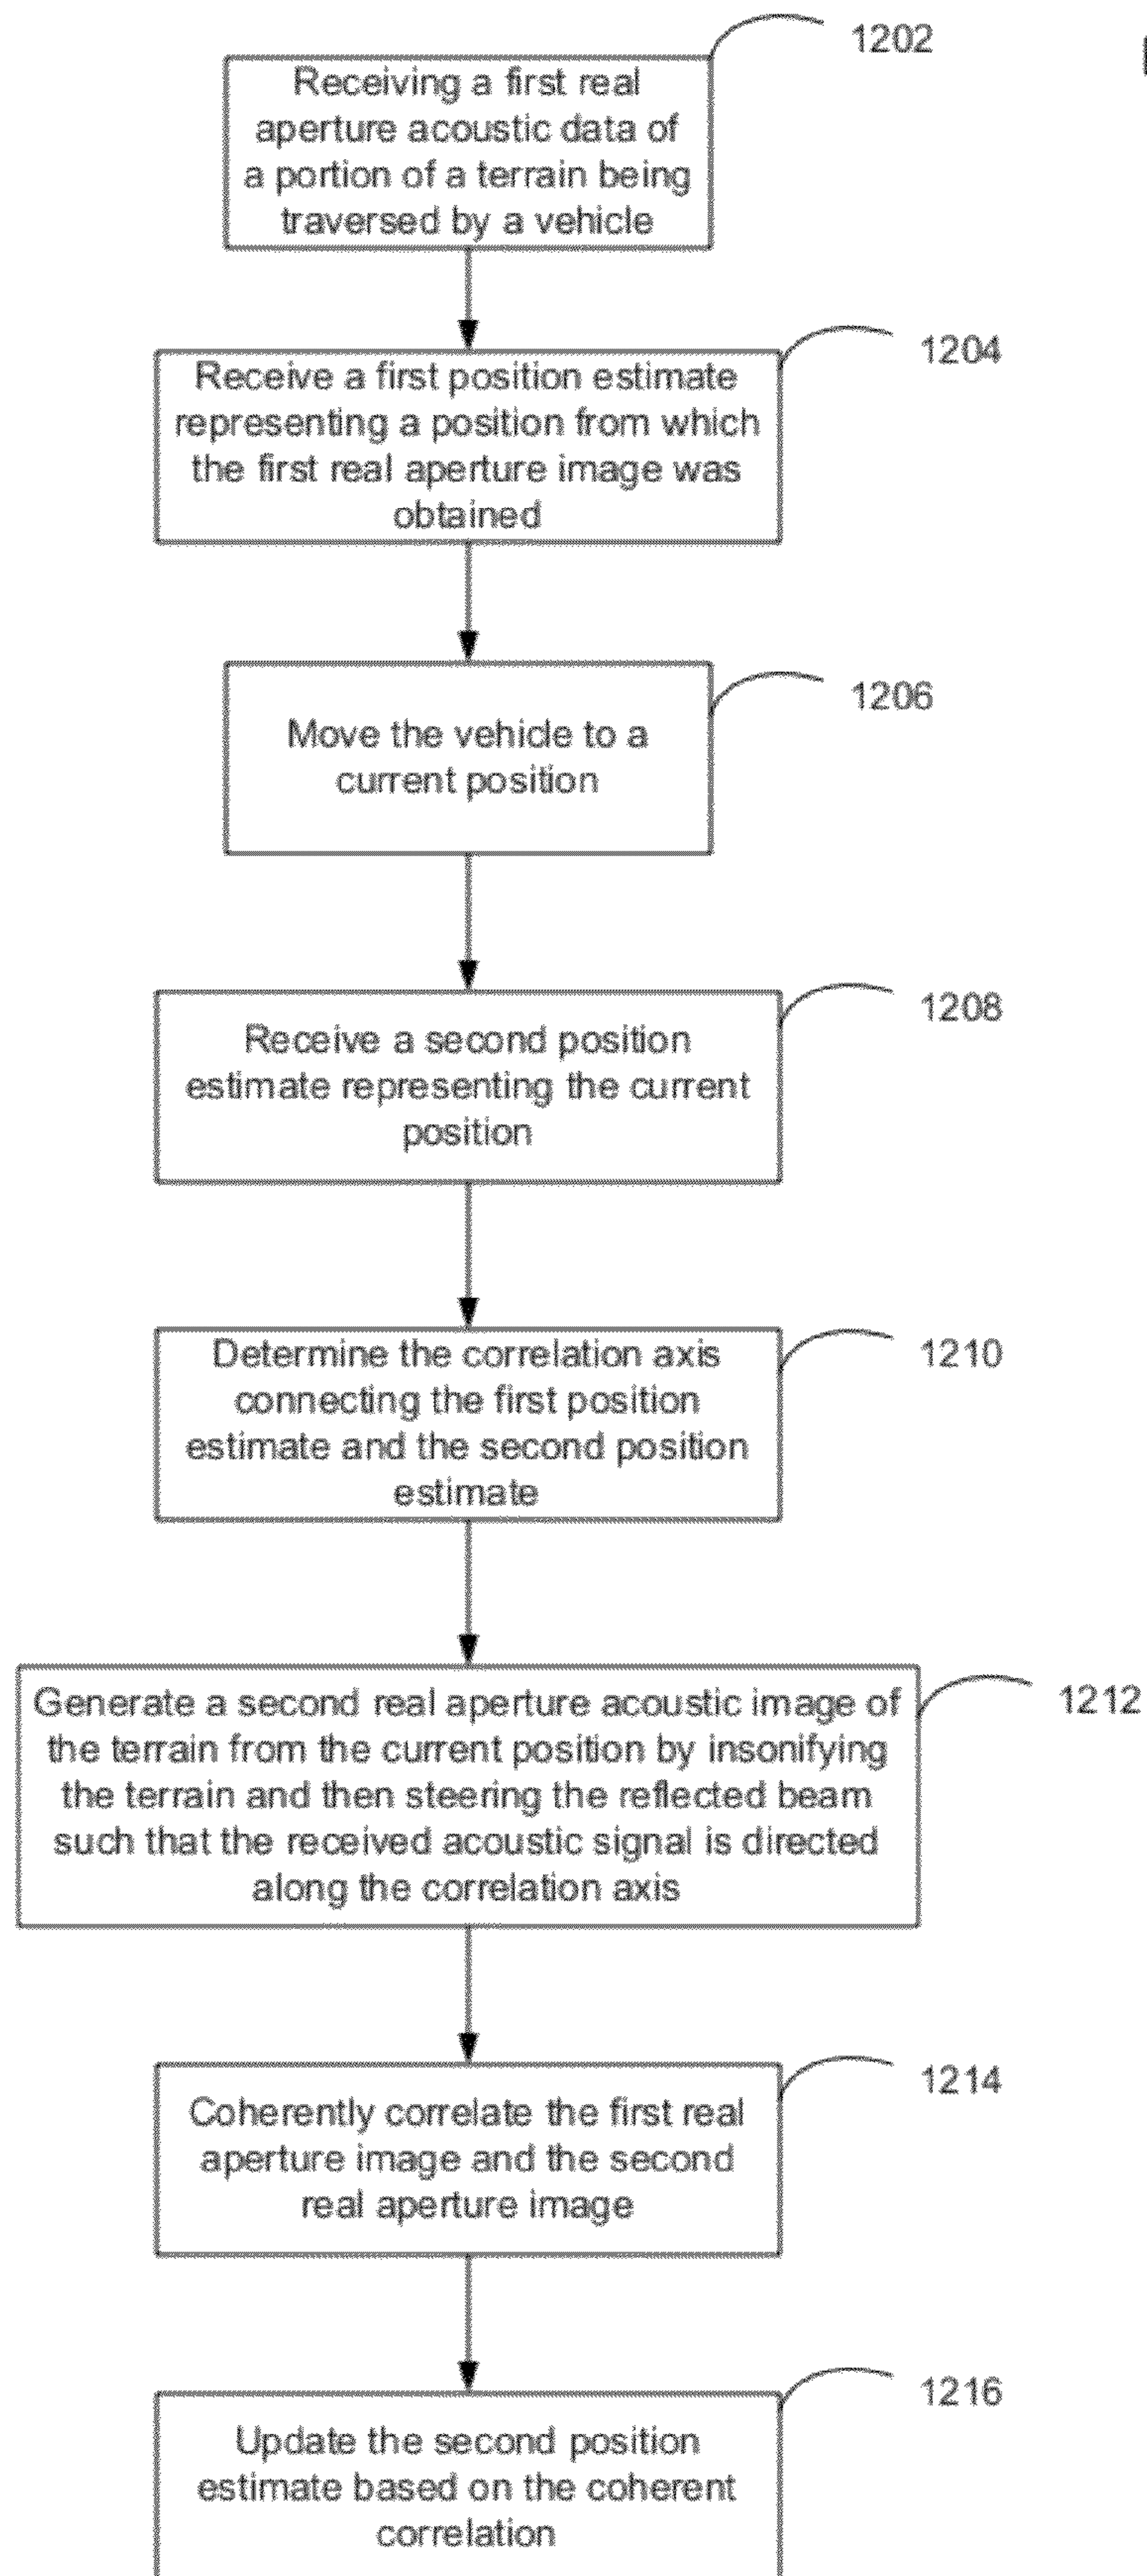 1202
Receiving a first real
aperture acoustic data of
a portion of a terrain being
traversed by a vehicle
1204
Receive a first position estimate
representing a position from which
the first real aperture image was
obtained
1206
Move the vehicle to a
current position
1208
Receive a second position
estimate representing the current
position
1210
Determine the correlation axis
connecting the first position
estimate and the second position
estimate
1212
Generate a second real aperture acoustic image of
the terrain from the current position by insonifying
the terrain and then steering the reflected beam
such that the received acoustic signal is directed
along the correlation axis
1214
Coherently correlate the first real
aperture image and the second
real aperture image
1216
Update the second position
estimate based on the coherent
correlation